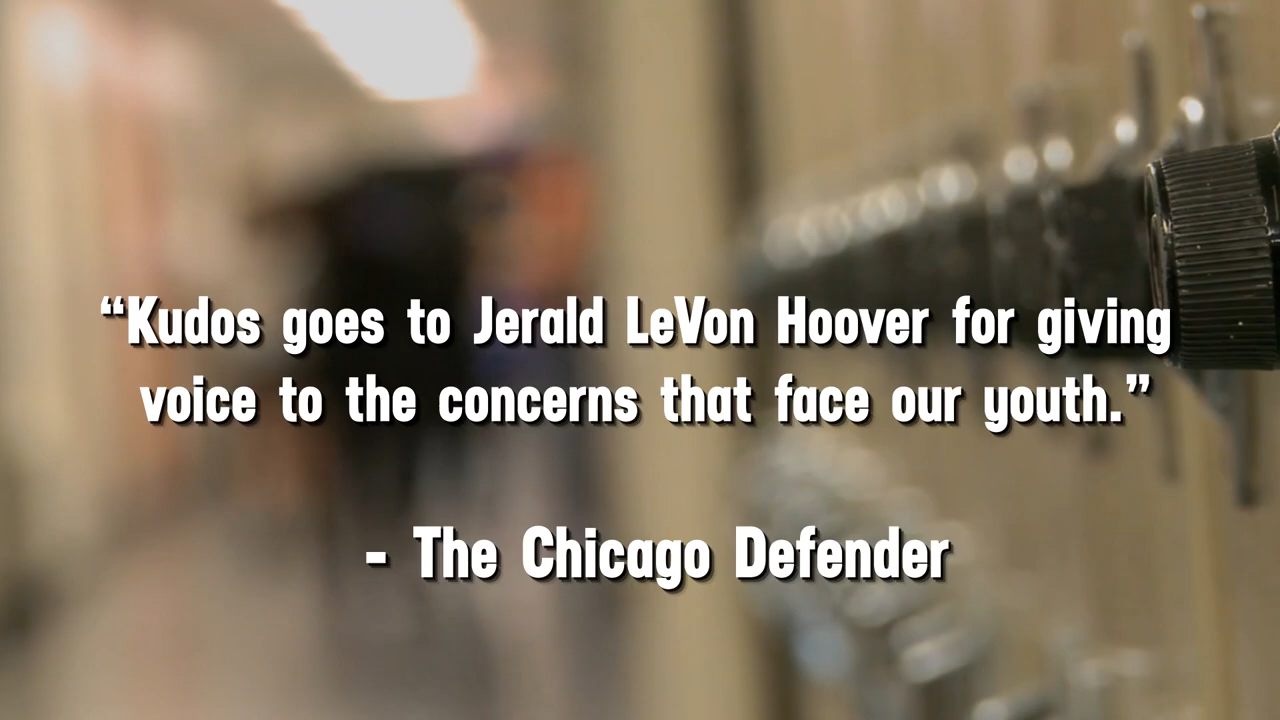 “Kudos goes to Jerald LeVon Hoover for giving
voice to the concerns that face our youth.”
- The Chicago Defender